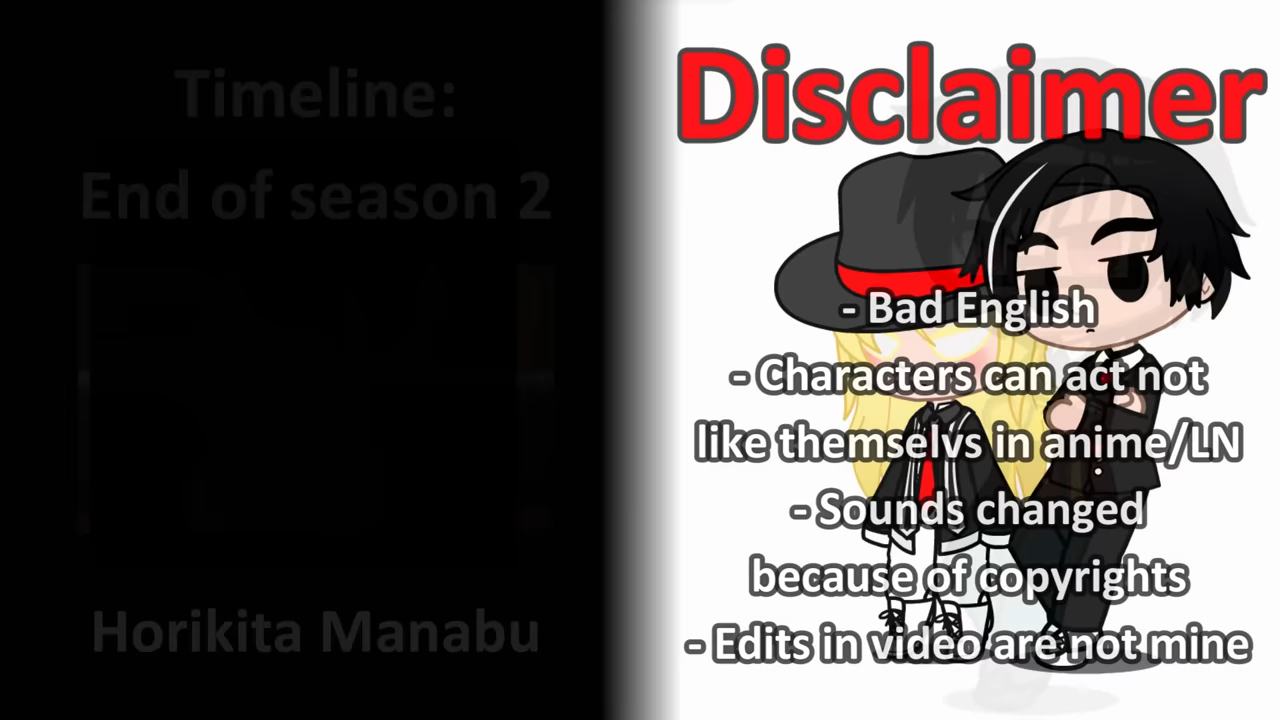 Timeline:
End of season 2
Horikita Manabu
Disclaimer
- Bad English
- Characters can act not
like themselvs in anime/LN
- Sounds changed
because of copyrights
- Edits in video are not mine